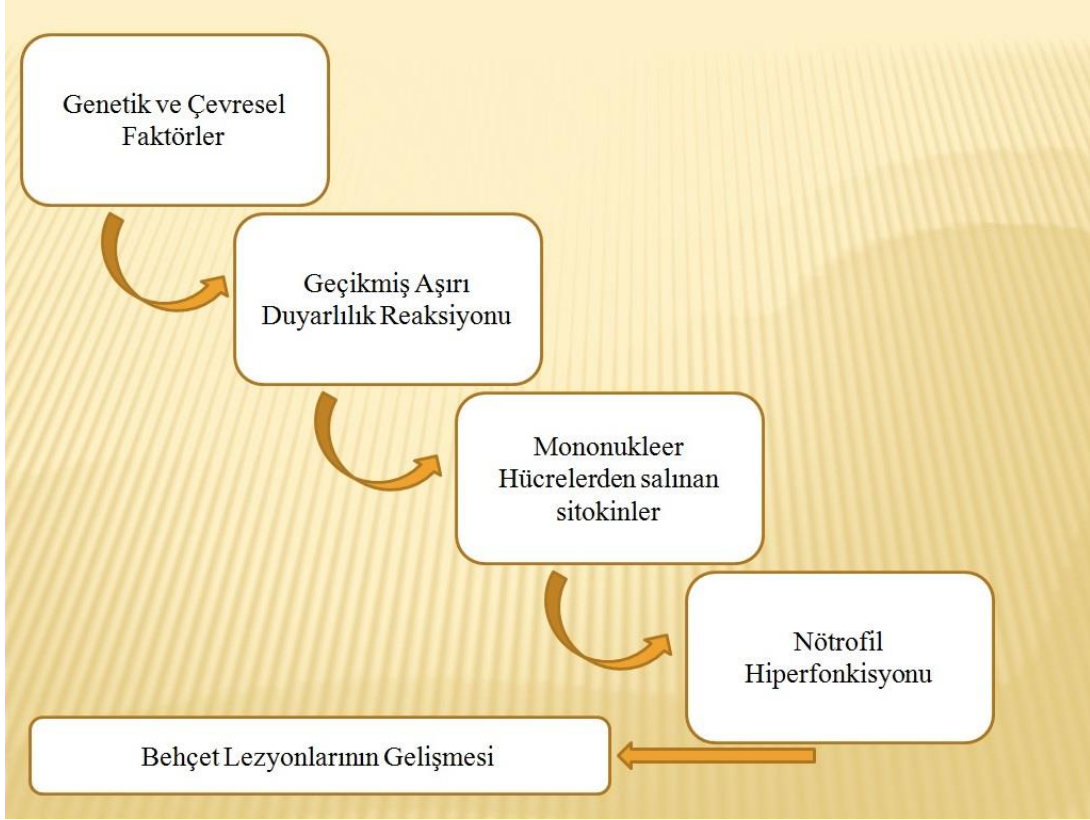 Genetik ve Çevresel
Faktörler
Geçikmiş Aşırı
Duyarlılık Reaksiyonu
Mononukleer
Hücrelerden salınan
sitokinler
Nötrofil
Hiperfonkisyonu
Behçet Lezyonlarının Gelişmesi